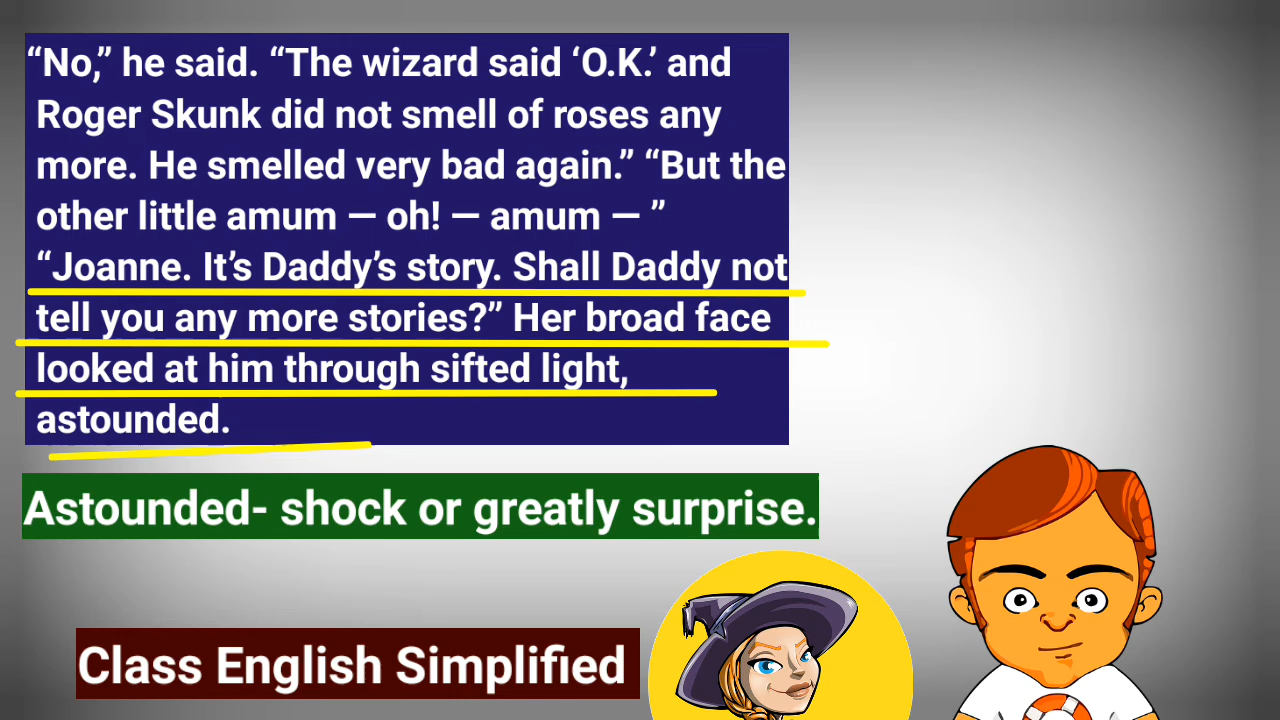 “No,” he said. “The wizard said ‘O.K.’ and
Roger Skunk did not smell of roses any
more. He smelled very bad again.” “But the
other little amum — oh! — amum — ”
“Joanne. It’s Daddy’s story. Shall Daddy not
tell you any more stories?” Her broad face
looked at him through sifted light,
astounded.
Astounded- shock or greatly surprise.
Class English Simplified